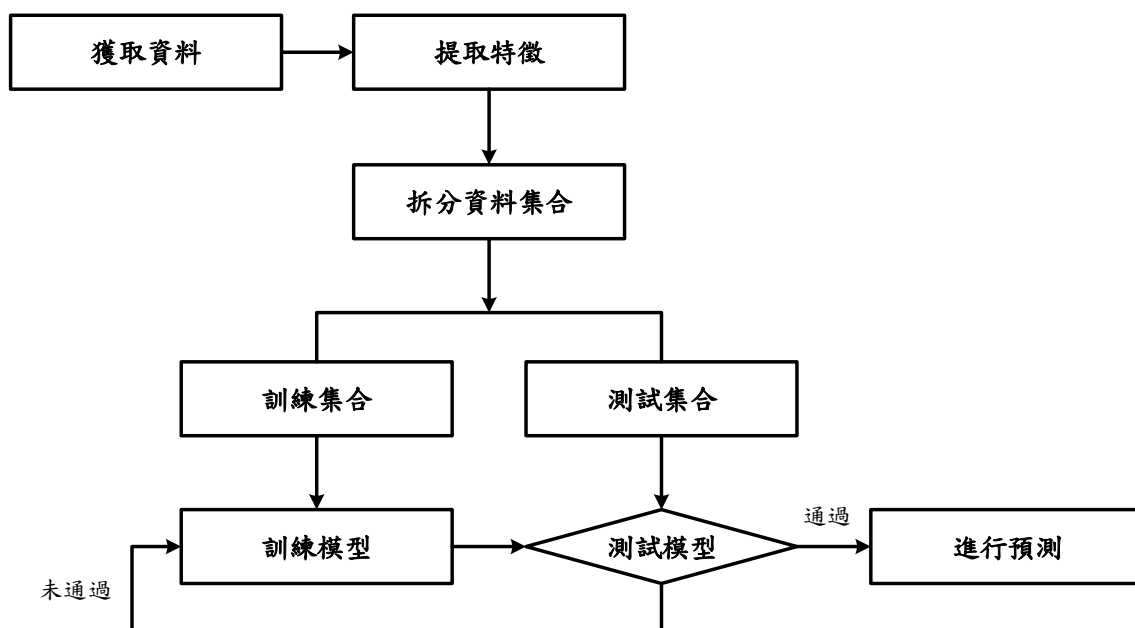 獲取資料
提取特徵
拆分資料集合
訓練集合
測試集合
通過
訓練模型
測試模型
進行預測
未通過